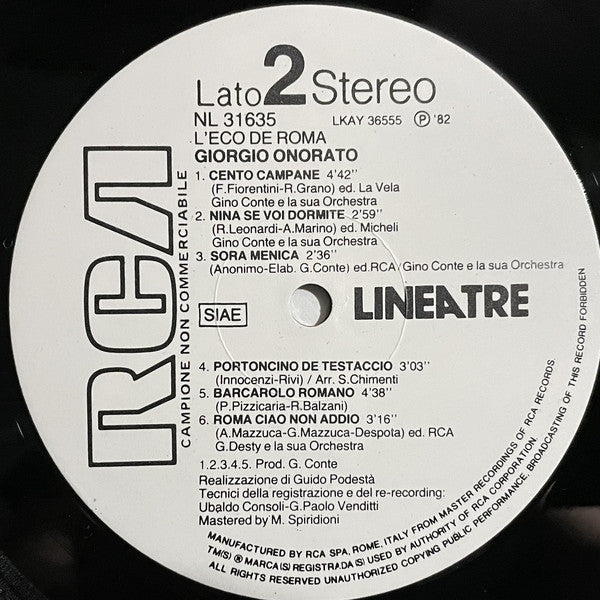 Lato 2 Stereo
NL 31635 LKAY 36555 Ⓟ '82
L'ECO DE ROMA
GIORGIO ONORATO
1. CENTO CAMPANE 4'42''
(F.Fiorentini-R.Grano) ed. La Vela
Gino Conte e la sua Orchestra
2. NINA SE VOI DORMITE 2'59''
(R.Leonardi-A.Marino) ed. Micheli
Gino Conte e la sua Orchestra
3. SORA MENICA 2'36''
(Anonimo-Elab. G.Conte) ed.RCA/Gino Conte e la sua Orchestra
RCA
CAMPIONE NON COMMERCIABILE
SIAE
LINEATRE
4. PORTONCINO DE TESTACCIO 3'03''
(Innocenzi-Rivi) / Arr. S.Chimenti
5. BARCAROLO ROMANO 4'38''
(P.Pizzicaria-R.Balzani)
6. ROMA CIAO NON ADDIO 3'16''
(A.Mazzuca-G.Mazzuca-Despota) ed. RCA
G.Desty e la sua Orchestra
1.2.3.4.5. Prod. G. Conte
Realizzazione di Guido Podestà
Tecnici della registrazione e del re-recording:
Ubaldo Consoli-G.Paolo Venditti
Mastered by M. Spiridioni
MANUFACTURED BY RCA SPA, ROME, ITALY FROM MASTER RECORDINGS OF RCA RECORDS
TM(S) ® MARCA(S) REGISTRADA(S) USED BY AUTHORITY OF RCA CORPORATION.
ALL RIGHTS RESERVED UNAUTHORIZED COPYING PUBLIC PERFORMANCE, BROADCASTING OF THIS RECORD FORBIDDEN